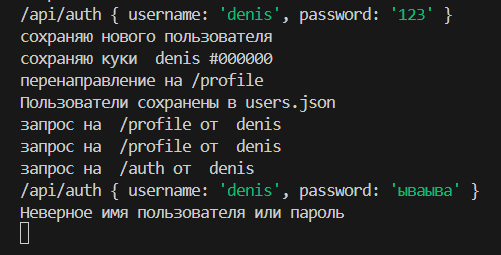 /api/auth { username: 'denis', password: '123' }
сохраняю нового пользователя
сохраняю куки  denis #000000
перенаправление на /profile
Пользователи сохранены в users.json
запрос на  /profile от  denis
запрос на  /profile от  denis
запрос на  /auth от  denis
/api/auth { username: 'denis', password: 'ываыва' }
Неверное имя пользователя или пароль